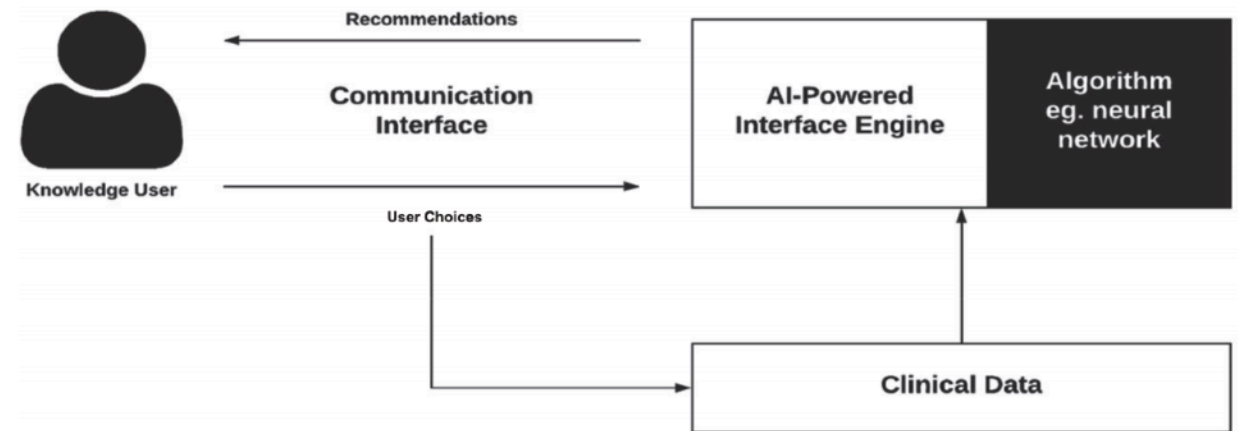 Recommendations
Communication
Interface
Knowledge User
User Choices
AI-Powered
Interface Engine
Algorithm
eg. neural
network
Clinical Data